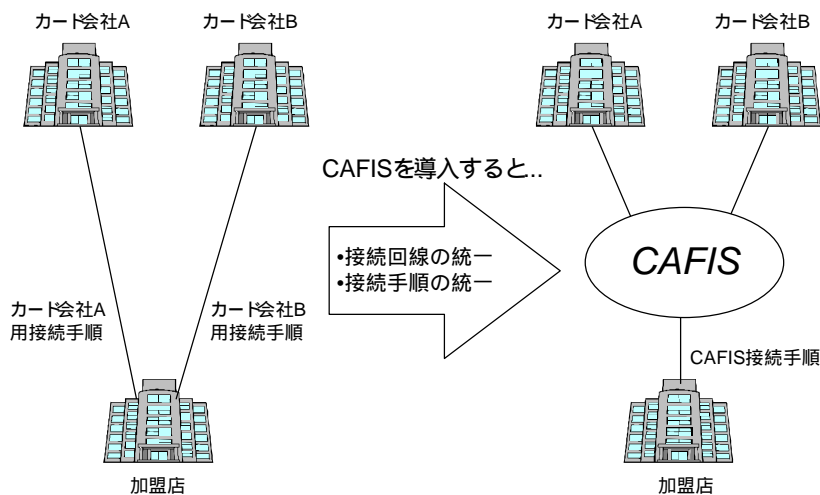 カード会社A
カード会社B
カード会社A
カード会社B
CAFISを導入すると...
•接続回線の統一
•接続手順の統一
CAFIS
カード会社A
用接続手順
カード会社B
用接続手順
CAFIS接続手順
加盟店
加盟店